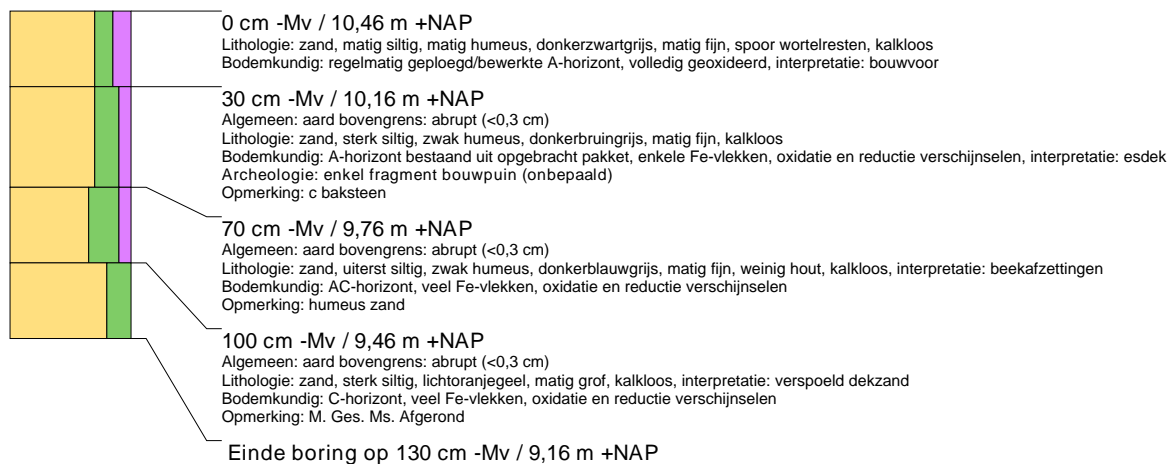 0 cm -Mv / 10,46 m +NAP
Lithologie: zand, matig siltig, matig humeus, donkerzwartgrijs, matig fijn, spoor wortelresten, kalkloos
Bodemkundig: regelmatig geploegd/bewerkte A-horizont, volledig geoxideerd, interpretatie: bouwvoor
30 cm -Mv / 10,16 m +NAP
Algemeen: aard bovengrens: abrupt (<0,3 cm)
Lithologie: zand, sterk siltig, zwak humeus, donkerbruingrijs, matig fijn, kalkloos
Bodemkundig: A-horizont bestaand uit opgebracht pakket, enkele Fe-vlekken, oxidatie en reductie verschijnselen, interpretatie: esdek
Archeologie: enkel fragment bouwpuin (onbepaald)
Opmerking: c baksteen
70 cm -Mv / 9,76 m +NAP
Algemeen: aard bovengrens: abrupt (<0,3 cm)
Lithologie: zand, uiterst siltig, zwak humeus, donkerblauwgrijs, matig fijn, weinig hout, kalkloos, interpretatie: beekafzettingen
Bodemkundig: AC-horizont, veel Fe-vlekken, oxidatie en reductie verschijnselen
Opmerking: humeus zand
100 cm -Mv / 9,46 m +NAP
Algemeen: aard bovengrens: abrupt (<0,3 cm)
Lithologie: zand, sterk siltig, lichtoranjegeel, matig grof, kalkloos, interpretatie: verspoeld dekzand
Bodemkundig: C-horizont, veel Fe-vlekken, oxidatie en reductie verschijnselen
Opmerking: M. Ges. Ms. Afgerond
Einde boring op 130 cm -Mv / 9,16 m +NAP